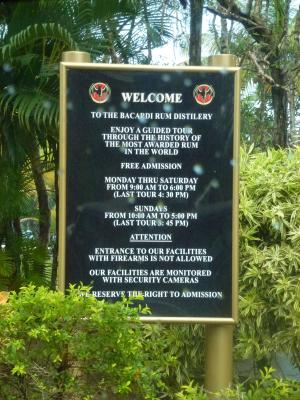 WELCOME
TO THE BACARDI RUM DISTILLERY
ENJOY A GUIDED TOUR
THROUGH THE HISTORY OF
THE MOST AWARDED RUM
IN THE WORLD
FREE ADMISSION
MONDAY THRU SATURDAY
FROM 9:00 AM TO 6:00 PM
(LAST TOUR 4: 30 PM)
SUNDAYS
FROM 10:00 AM TO 5:00 PM
(LAST TOUR 3: 45 PM)
ATTENTION
ENTRANCE TO OUR FACILITIES
WITH FIREARMS IS NOT ALLOWED
OUR FACILITIES ARE MONITORED
WITH SECURITY CAMERAS
WE RESERVE THE RIGHT TO ADMISSION